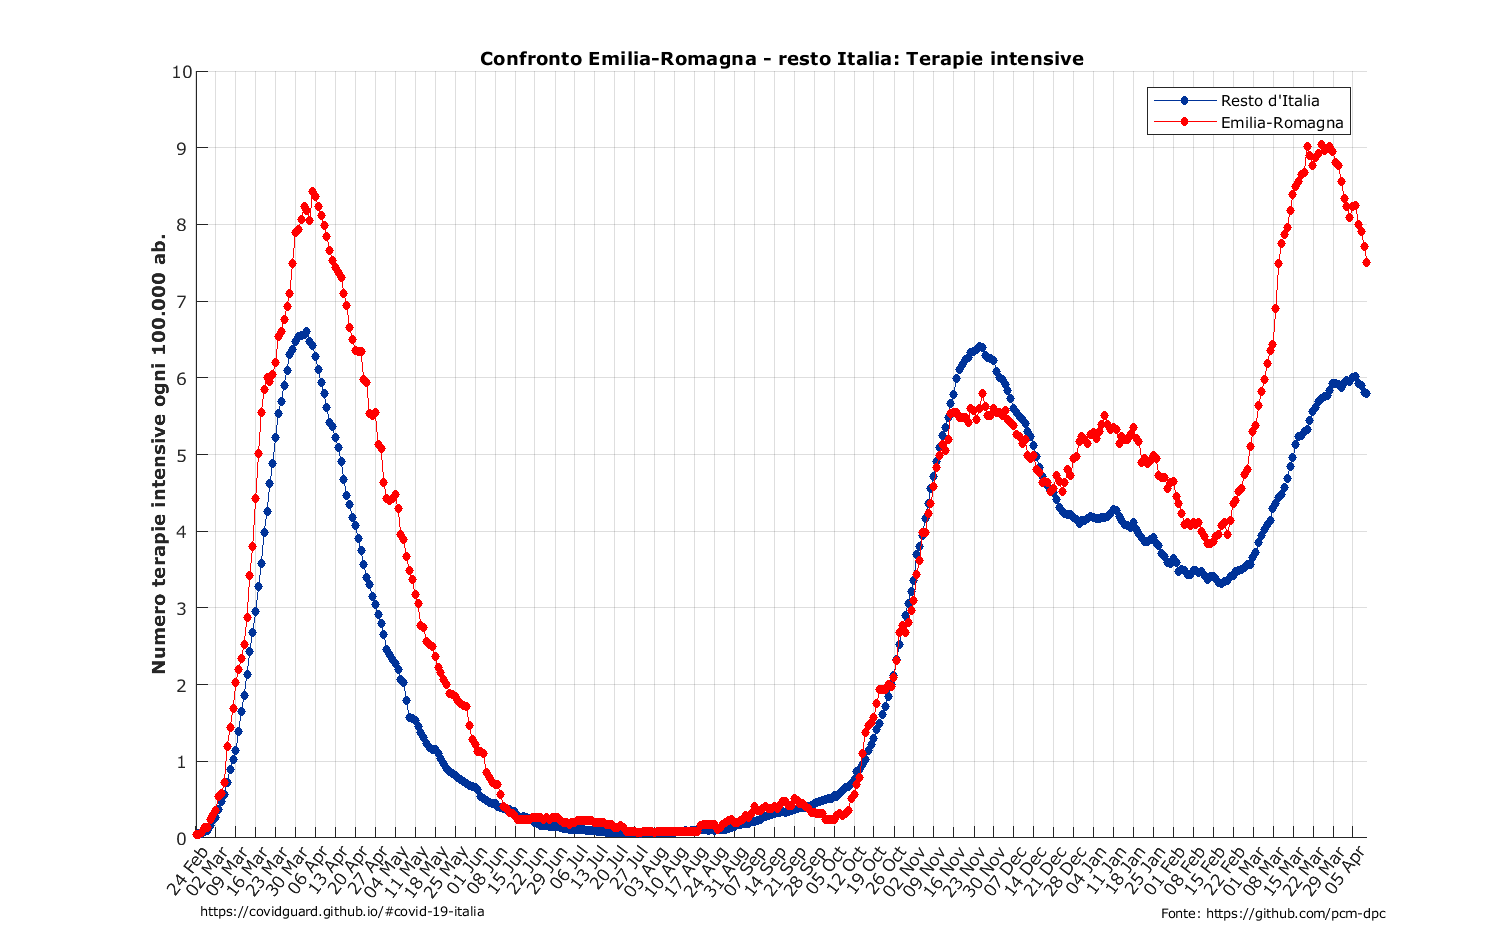 Confronto Emilia-Romagna - resto Italia: Terapie intensive
Resto d'Italia
Emilia-Romagna
Numero terapie intensive ogni 100.000 ab.
10
9
8
7
6
5
4
3
2
1
0
24 Feb
02 Mar
09 Mar
16 Mar
23 Mar
30 Mar
06 Apr
13 Apr
20 Apr
27 Apr
04 May
11 May
18 May
25 May
01 Jun
08 Jun
15 Jun
22 Jun
29 Jun
06 Jul
13 Jul
20 Jul
27 Jul
03 Aug
10 Aug
17 Aug
24 Aug
31 Aug
07 Sep
14 Sep
21 Sep
28 Sep
05 Oct
12 Oct
19 Oct
26 Oct
02 Nov
09 Nov
16 Nov
23 Nov
30 Nov
07 Dec
14 Dec
21 Dec
28 Dec
04 Jan
11 Jan
18 Jan
25 Jan
01 Feb
08 Feb
15 Feb
22 Feb
01 Mar
08 Mar
15 Mar
22 Mar
29 Mar
05 Apr
https://covidguard.github.io/#covid-19-italia
Fonte: https://github.com/pcm-dpc